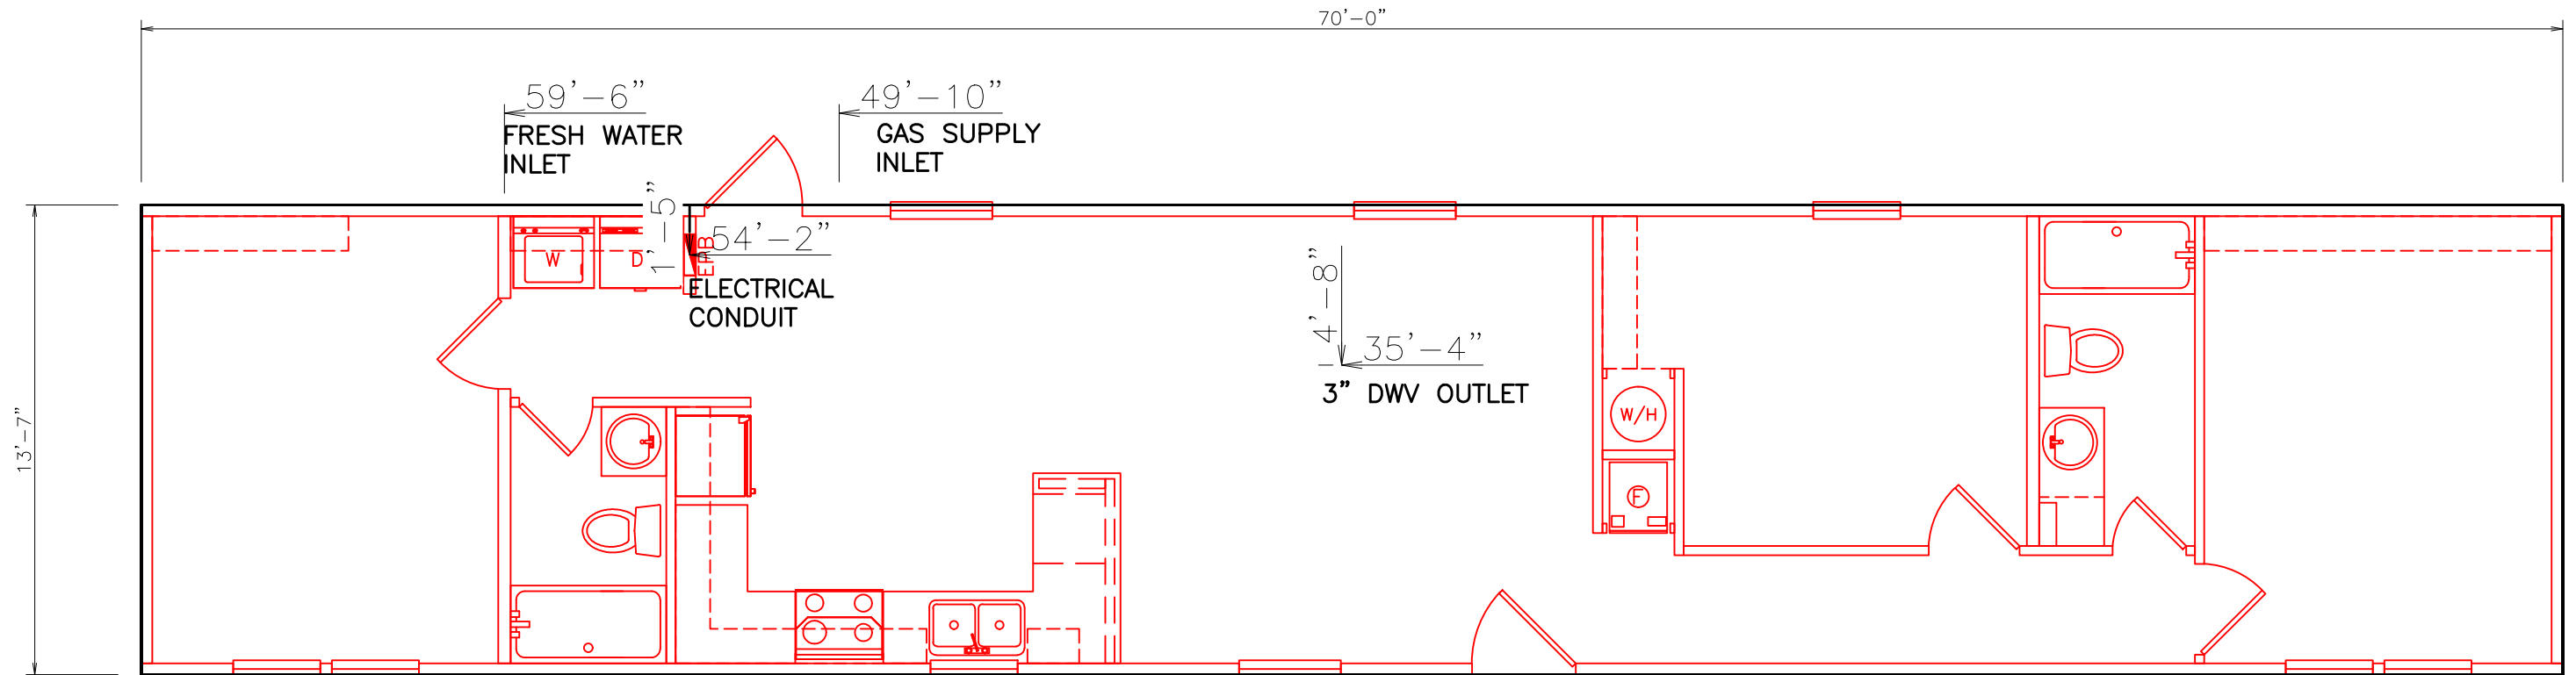 70'-0"
59'-6"
FRESH WATER
INLET
49'-10"
GAS SUPPLY
INLET
1'-5"
54'-2"
EPB
W
D
ELECTRICAL
CONDUIT
4'-8"
35'-4"
3" DWV OUTLET
W/H
F
13'-7"